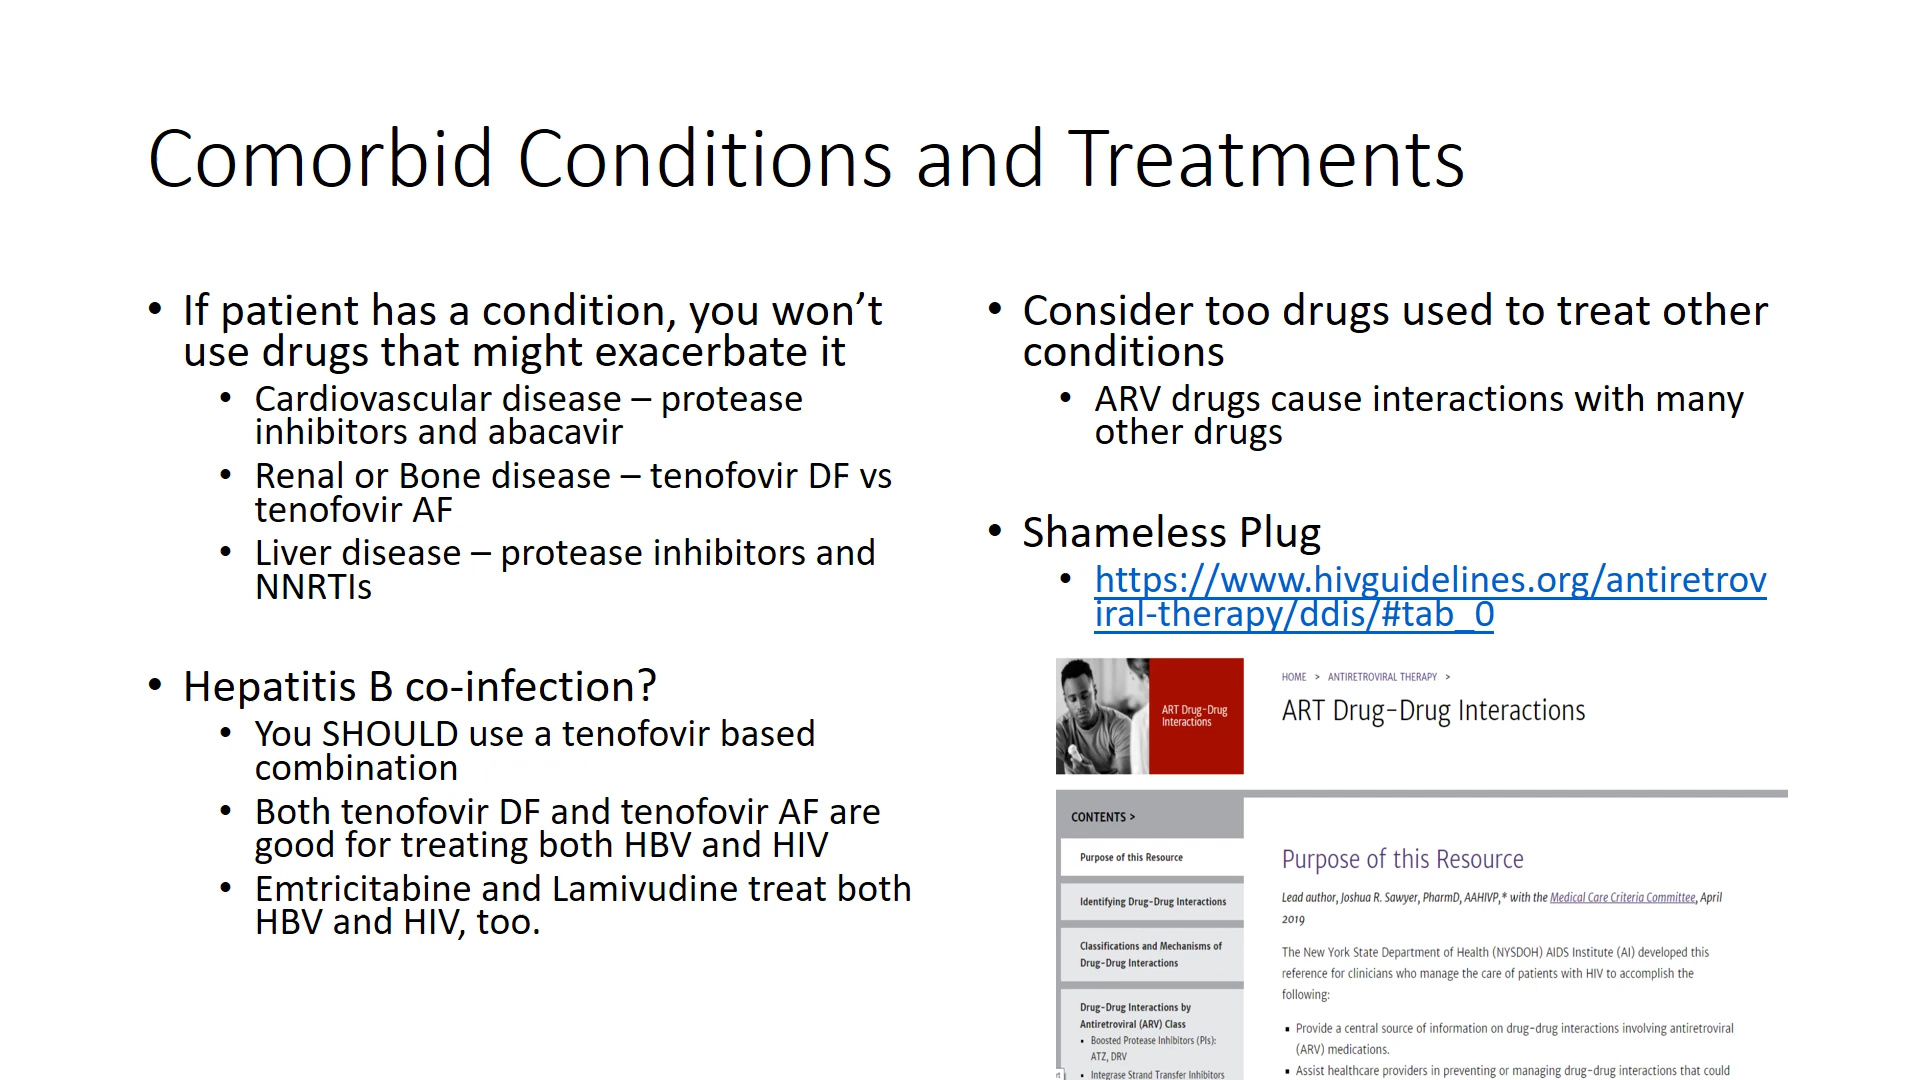 Comorbid Conditions and Treatments
• If patient has a condition, you won’t
use drugs that might exacerbate it
• Cardiovascular disease – protease
inhibitors and abacavir
• Renal or Bone disease – tenofovir DF vs
tenofovir AF
• Liver disease – protease inhibitors and
NNRTIs
• Hepatitis B co-infection?
• You SHOULD use a tenofovir based
combination
• Both tenofovir DF and tenofovir AF are
good for treating both HBV and HIV
• Emtricitabine and Lamivudine treat both
HBV and HIV, too.
• Consider too drugs used to treat other
conditions
• ARV drugs cause interactions with many
other drugs
• Shameless Plug
• https://www.hivguidelines.org/antiretrov
iral-therapy/ddis/#tab_0
ART Drug-Drug
Interactions
HOME > ANTIRETROVIRAL THERAPY >
ART Drug-Drug Interactions
CONTENTS >
Purpose of this Resource
Identifying Drug-Drug Interactions
Classifications and Mechanisms of
Drug-Drug Interactions
Drug-Drug Interactions by
Antiretroviral (ARV) Class
• Boosted Protease Inhibitors (PIs):
ATZ, DRV
• Integrase Strand Transfer Inhibitors
Purpose of this Resource
Lead author, Joshua R. Sawyer, PharmD, AAHIVP,* with the Medical Care Criteria Committee, April
2019
The New York State Department of Health (NYSDOH) AIDS Institute (AI) developed this
reference for clinicians who manage the care of patients with HIV to accomplish the
following:
▪ Provide a central source of information on drug-drug interactions involving antiretroviral
(ARV) medications.
▪ Assist healthcare providers in preventing or managing drug-drug interactions that could